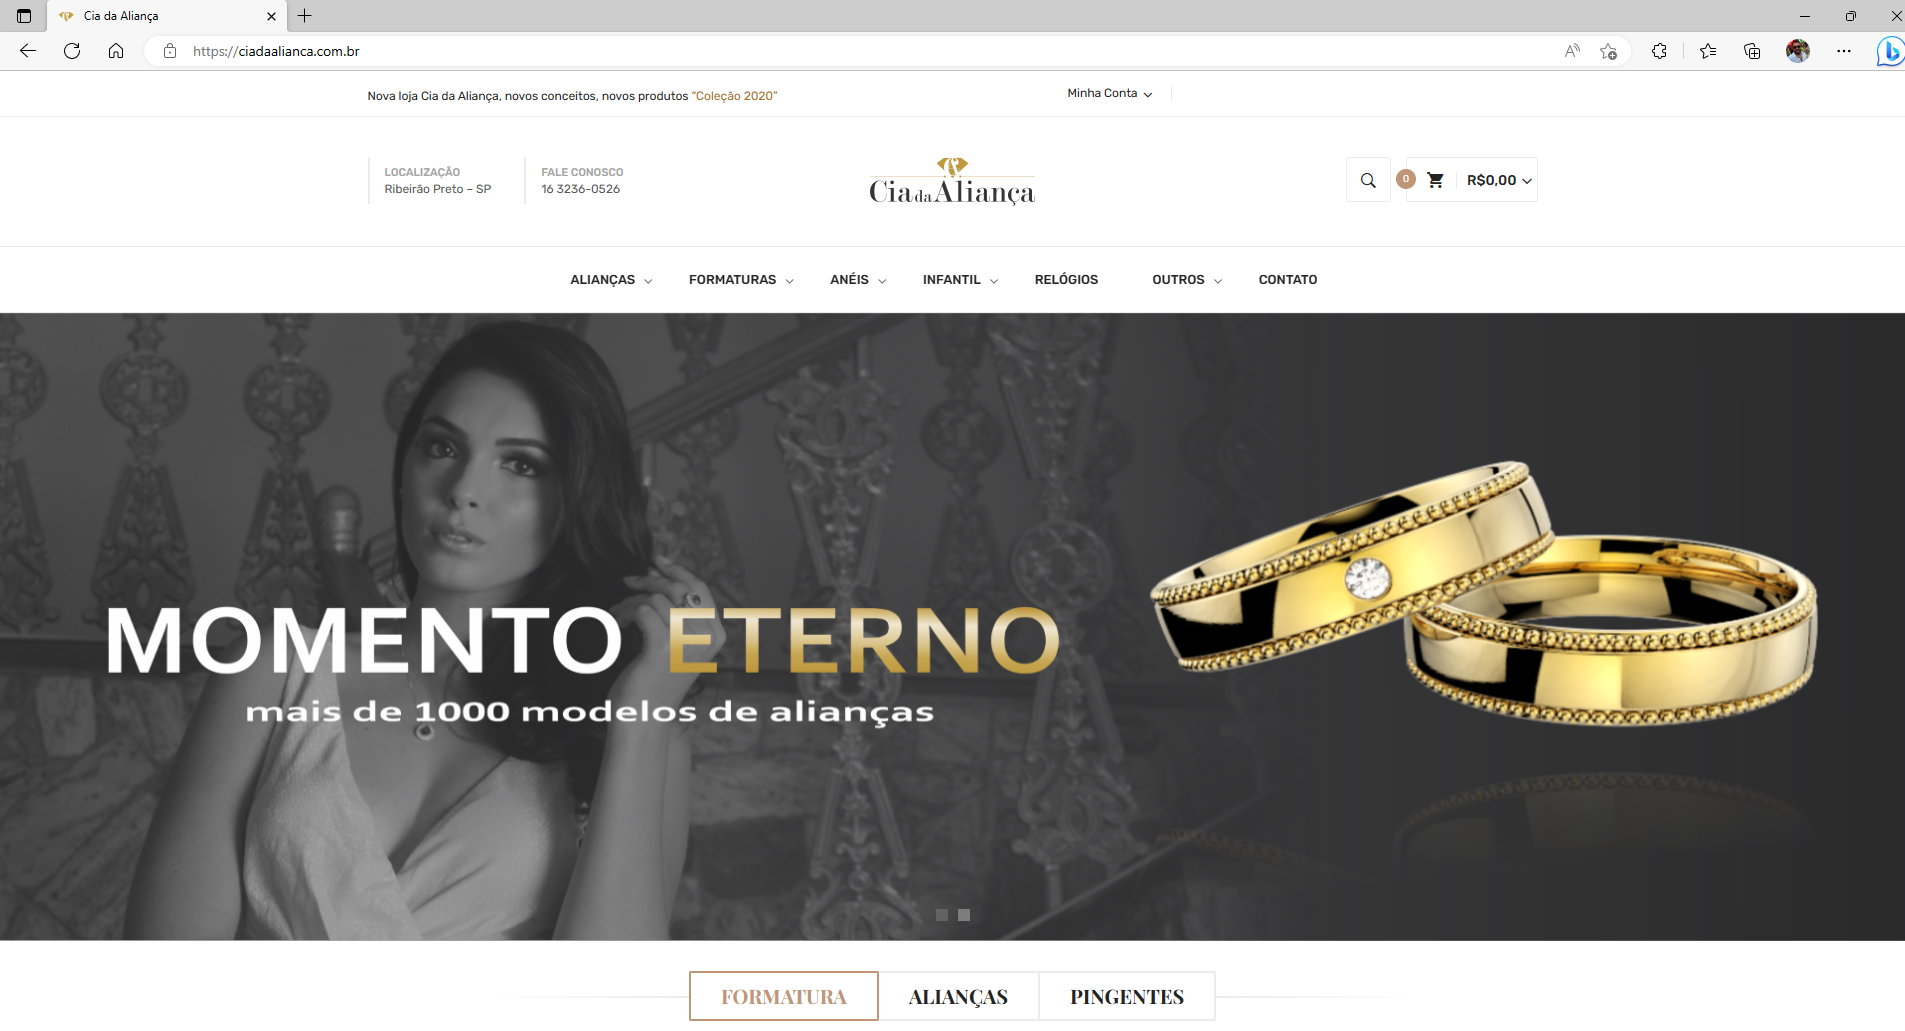 Cia da Aliança
https://ciadaalianca.com.br
Nova loja Cia da Aliança, novos conceitos, novos produtos "Coleção 2020"
Minha Conta
LOCALIZAÇÃO
Ribeirão Preto – SP
FALE CONOSCO
16 3236-0526
Cia da Aliança
0
R$0,00
ALIANÇAS FORMATURAS ANÉIS INFANTIL RELÓGIOS OUTROS CONTATO
MOMENTO ETERNO
mais de 1000 modelos de alianças
FORMATURA ALIANÇAS PINGENTES